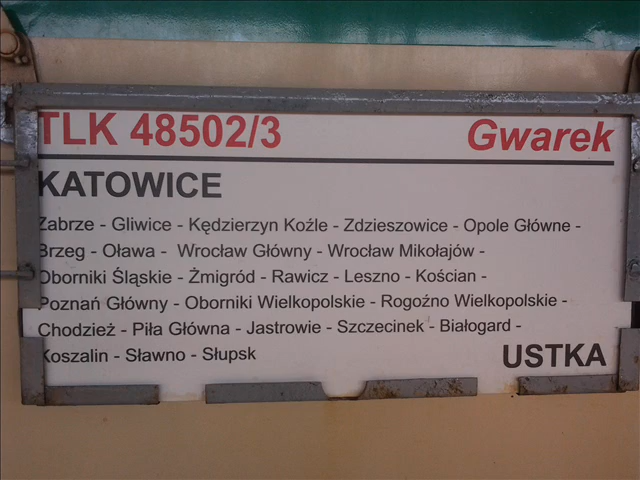 TLK 48502/3 Gwarek
KATOWICE
Zabrze - Gliwice - Kędzierzyn Koźle - Zdzieszowice - Opole Główne -
Brzeg - Oława - Wrocław Główny - Wrocław Mikołajów -
Oborniki Śląskie - Żmigród - Rawicz - Leszno - Kościan -
Poznań Główny - Oborniki Wielkopolskie - Rogoźno Wielkopolskie -
Chodzież - Piła Główna - Jastrowie - Szczecinek - Białogard -
Koszalin - Sławno - Słupsk
USTKA